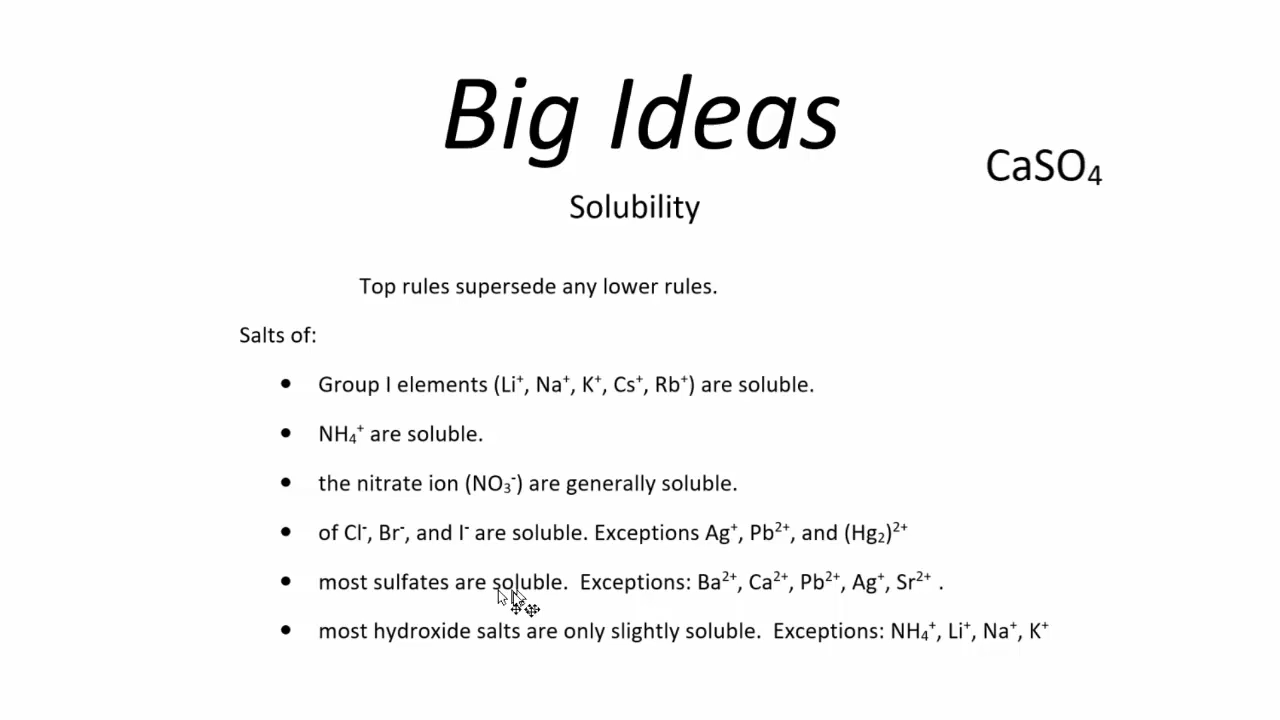 Big Ideas
CaSO₄
Solubility
Top rules supersede any lower rules.
Salts of:
• Group I elements (Li⁺, Na⁺, K⁺, Cs⁺, Rb⁺) are soluble.
• NH₄⁺ are soluble.
• the nitrate ion (NO₃⁻) are generally soluble.
• of Cl⁻, Br⁻, and I⁻ are soluble. Exceptions Ag⁺, Pb²⁺, and (Hg₂)²⁺
• most sulfates are soluble.  Exceptions: Ba²⁺, Ca²⁺, Pb²⁺, Ag⁺, Sr²⁺ .
• most hydroxide salts are only slightly soluble.  Exceptions: NH₄⁺, Li⁺, Na⁺, K⁺